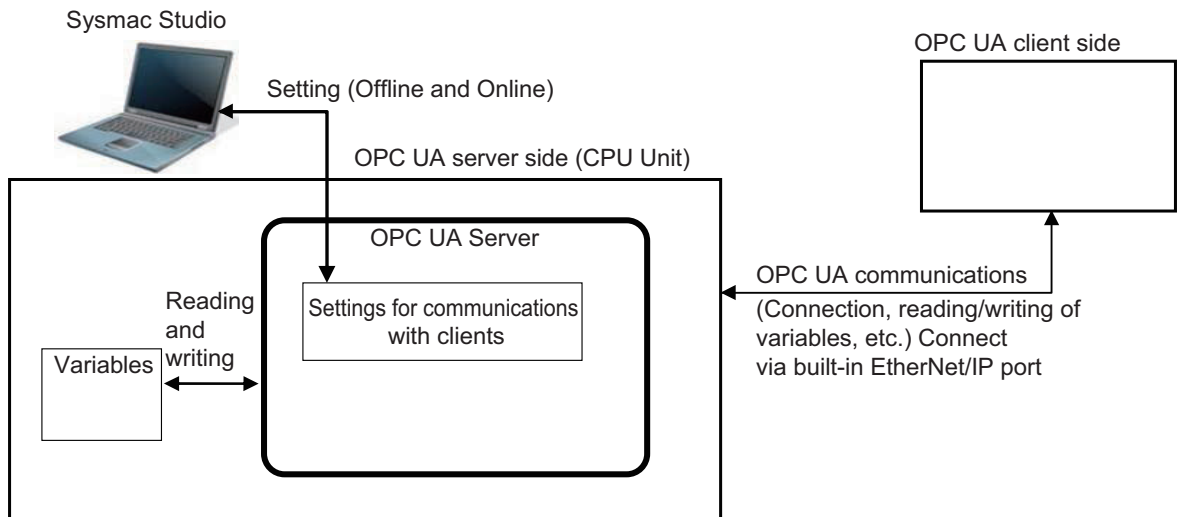 Sysmac Studio
OPC UA client side
Setting (Offline and Online)
OPC UA server side (CPU Unit)
OPC UA Server
OPC UA communications
(Connection, reading/writing of
variables, etc.) Connect
via built-in EtherNet/IP port
Reading
and
writing
Settings for communications
with clients
Variables